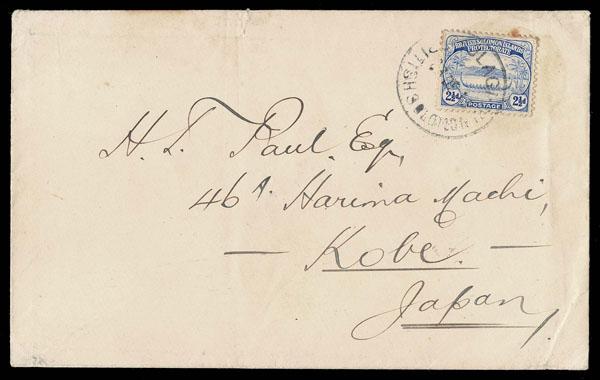 BRITISH SOLOMON ISLANDS
PROTECTORATE
2½d POSTAGE 2½d
H. T. Paul. Esq.,
46A. Harima Machi,
— Kobe. —
Japan,